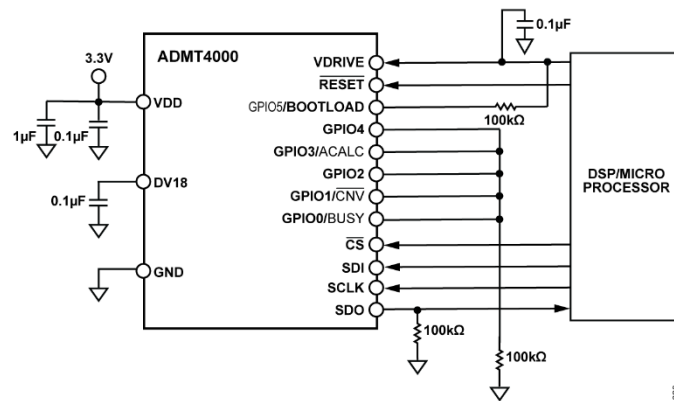 0.1µF
ADMT4000
3.3V
VDRIVE
RESET
VDD
GPIO5/BOOTLOAD
100kΩ
1µF
0.1µF
GPIO4
GPIO3/ACALC
DSP/MICRO
PROCESSOR
DV18
GPIO2
0.1µF
GPIO1/CNV
GPIO0/BUSY
CS
GND
SDI
SCLK
SDO
100kΩ
100kΩ